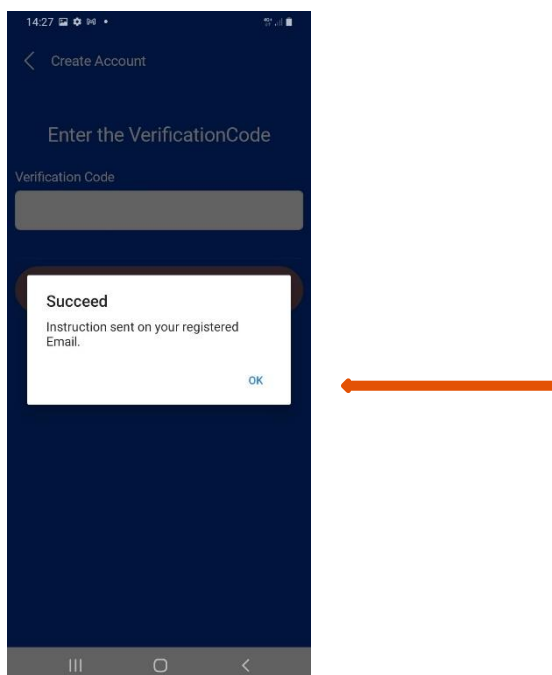 14:27
Create Account
Enter the VerificationCode
Verification Code
Succeed
Instruction sent on your registered
Email.
OK